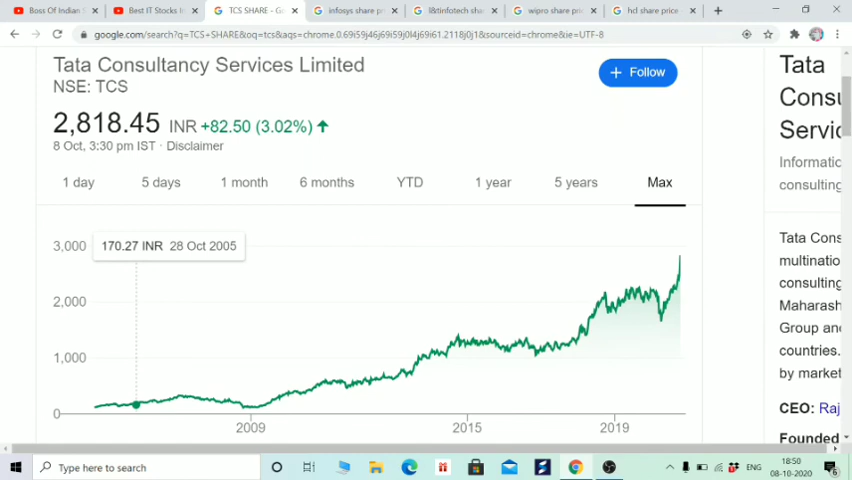 Boss Of Indian S
Best IT Stocks In
TCS SHARE - Go
infosys share pr
l&tinfotech shar
wipro share pric
hcl share price -
google.com/search?q=TCS+SHARE&oq=tcs&aqs=chrome.0.69i59j46j69i59j0l4j69i61.2118j0j1&sourceid=chrome&ie=UTF-8
Tata Consultancy Services Limited
NSE: TCS
+ Follow
2,818.45 INR +82.50 (3.02%) ↑
8 Oct, 3:30 pm IST · Disclaimer
1 day
5 days
1 month
6 months
YTD
1 year
5 years
Max
170.27 INR 28 Oct 2005
3,000
2,000
1,000
0
2009
2015
2019
Tata
Consu
Servic
Informatic
consulting
Tata Cons
multinatio
consulting
Maharash
Group and
countries.
by market
CEO: Raj
Founded
Type here to search
ENG
18:50
08-10-2020